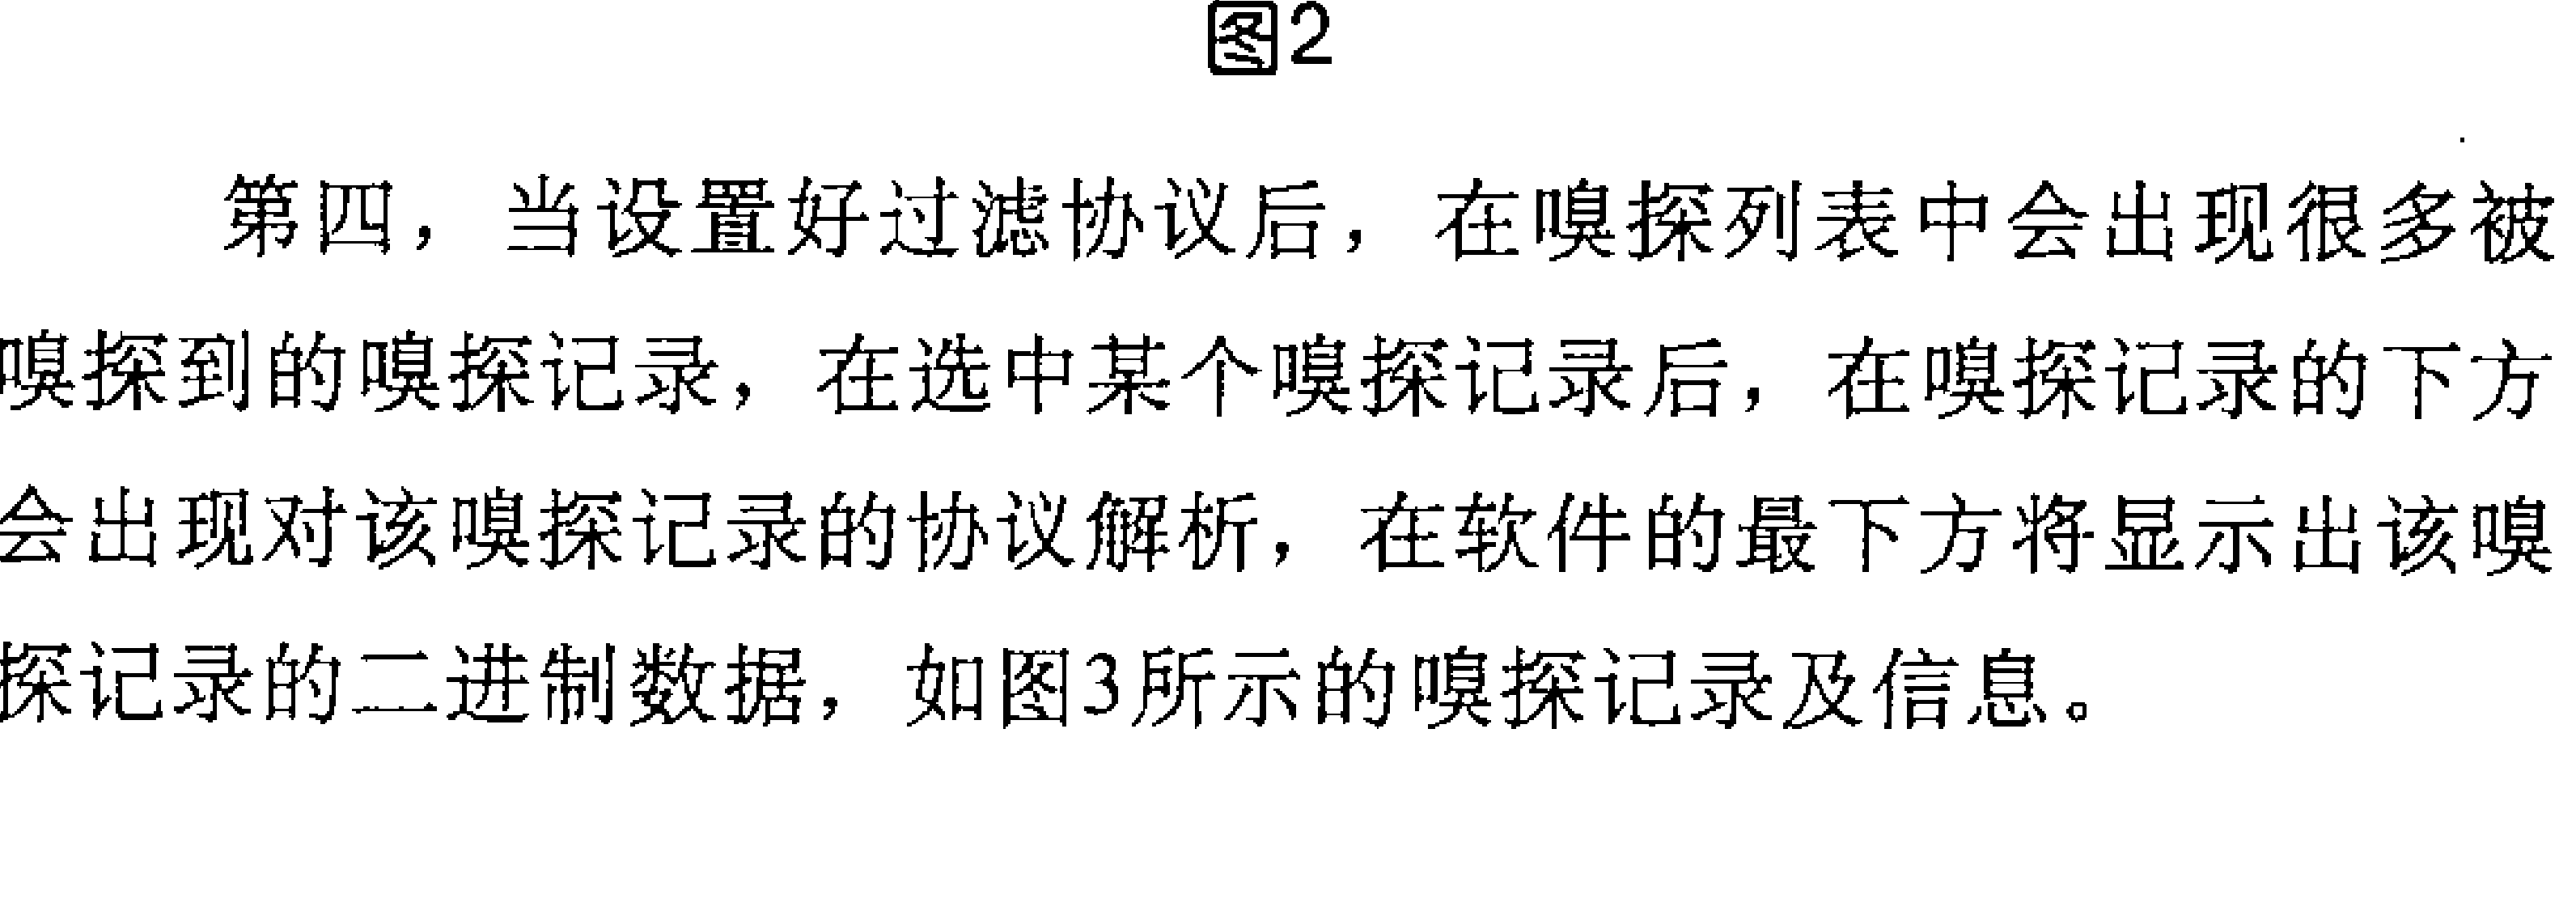 图2
第四，当设置好过滤协议后，在嗅探列表中会出现很多被
嗅探到的嗅探记录，在选中某个嗅探记录后，在嗅探记录的下方
会出现对该嗅探记录的协议解析，在软件的最下方将显示出该嗅
探记录的二进制数据，如图3所示的嗅探记录及信息。